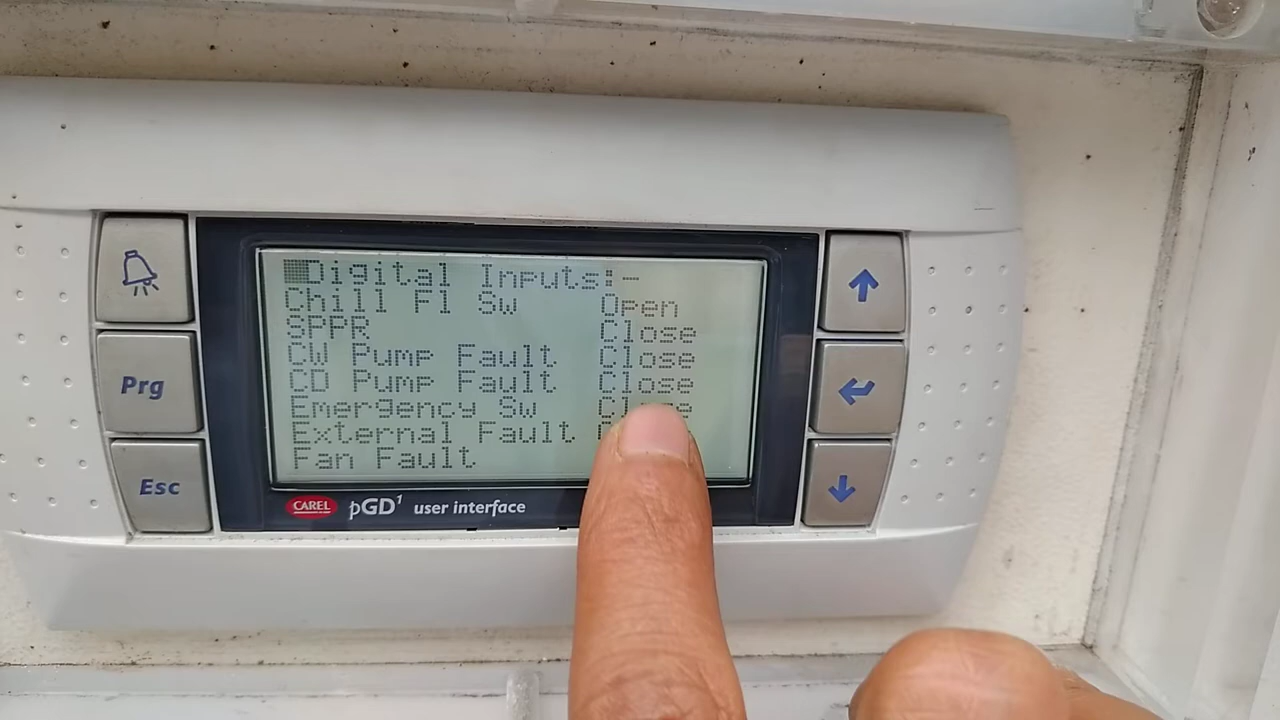 Digital Inputs:-
Chill Fl Sw Open
SPPR Close
CW Pump Fault Close
CD Pump Fault Close
Emergency Sw
External Fault
Fan Fault
Prg
Esc
CAREL pGD1 user interface